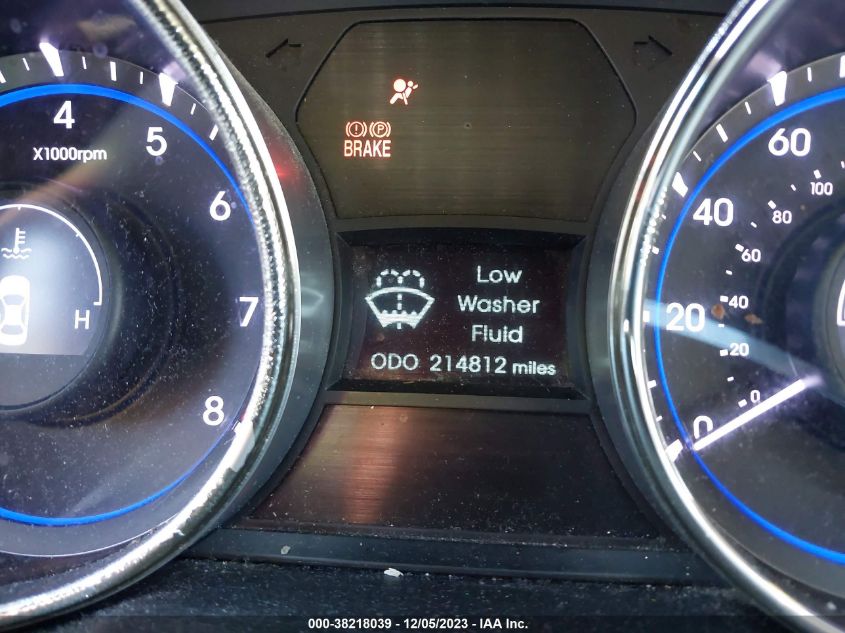 4
5
X1000rpm
6
7
8
H
(!) (P)
BRAKE
Low
Washer
Fluid
ODO 214812 miles
60
40
20
0
100
80
60
40
20
0
000-38218039 - 12/05/2023 - IAA Inc.